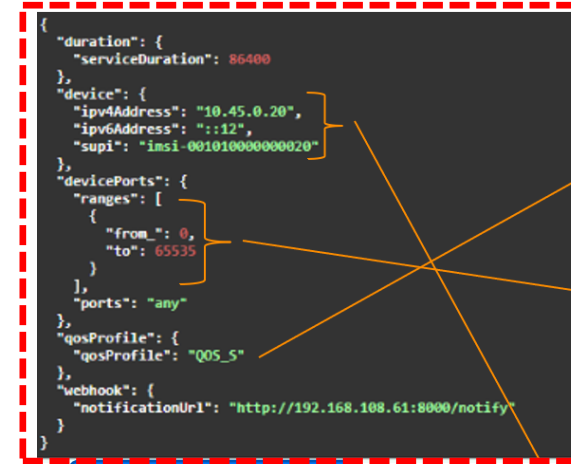 {
"duration": {
"serviceDuration": 86400
},
"device": {
"ipv4Address": "10.45.0.20",
"ipv6Address": "::12",
"supi": "imsi-001010000000020"
},
"devicePorts": {
"ranges": [
{
"from_": 0,
"to": 65535
}
],
"ports": "any"
},
"qosProfile": {
"qosProfile": "QOS_S"
},
"webhook": {
"notificationUrl": "http://192.168.108.61:8000/notify"
}
}